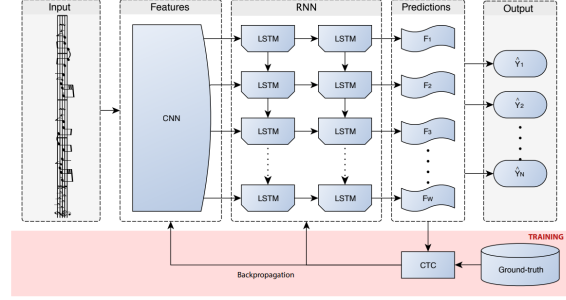 Input
Features
RNN
Predictions
Output
CNN
LSTM
LSTM
F1
LSTM
LSTM
F2
LSTM
LSTM
F3
LSTM
LSTM
FW
Ŷ1
Ŷ2
ŶN
TRAINING
Backpropagation
CTC
Ground-truth